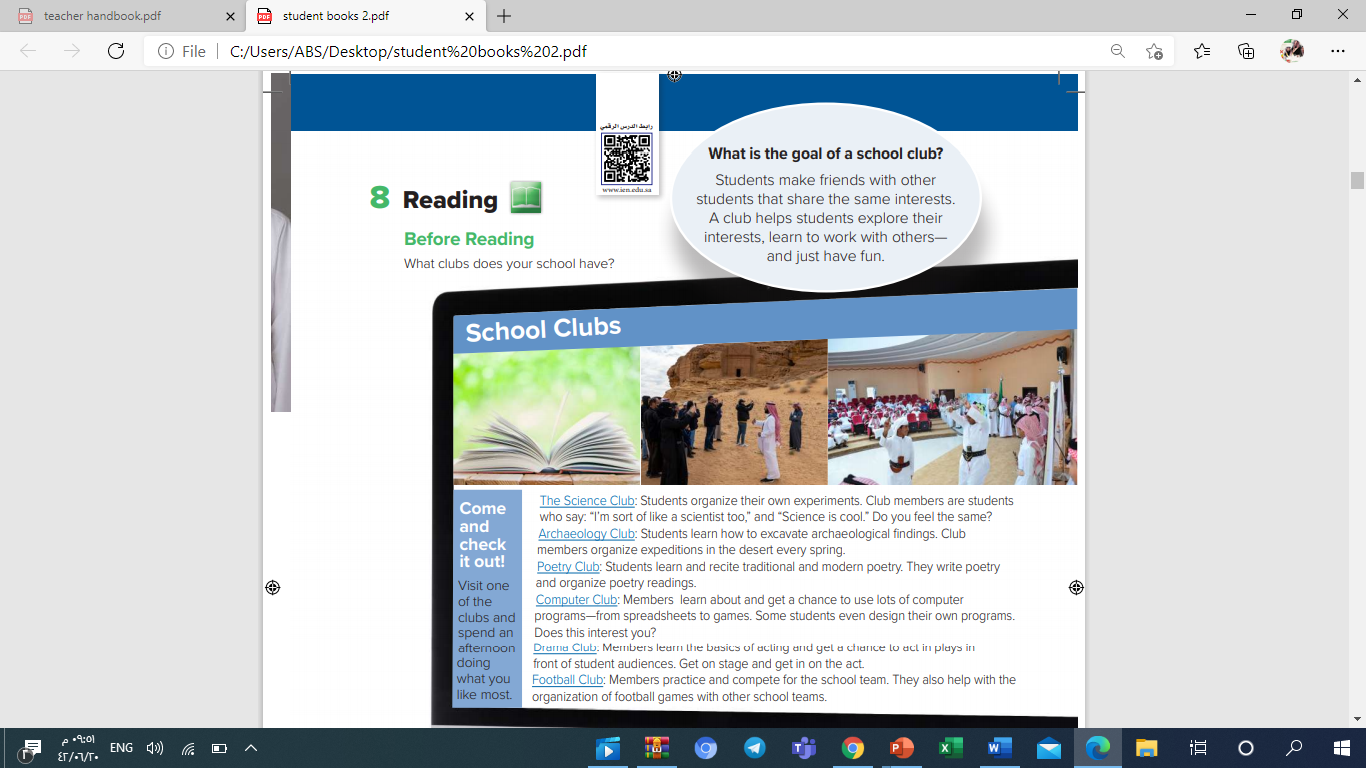 teacher handbook.pdf
student books 2.pdf
File
C:/Users/ABS/Desktop/student%20books%202.pdf
رابط الدرس الرقمي
www.ien.edu.sa
What is the goal of a school club?
Students make friends with other
students that share the same interests.
A club helps students explore their
interests, learn to work with others—
and just have fun.
8 Reading
Before Reading
What clubs does your school have?
School Clubs
Come
and
check
it out!
Visit one
of the
clubs and
spend an
afternoon
doing
what you
like most.
The Science Club: Students organize their own experiments. Club members are students
who say: “I’m sort of like a scientist too,” and “Science is cool.” Do you feel the same?
Archaeology Club: Students learn how to excavate archaeological findings. Club
members organize expeditions in the desert every spring.
Poetry Club: Students learn and recite traditional and modern poetry. They write poetry
and organize poetry readings.
Computer Club: Members learn about and get a chance to use lots of computer
programs—from spreadsheets to games. Some students even design their own programs.
Does this interest you?
Drama Club: Members learn the basics of acting and get a chance to act in plays in
front of student audiences. Get on stage and get in on the act.
Football Club: Members practice and compete for the school team. They also help with the
organization of football games with other school teams.
ENG
٠٩:٥١ م
٤٢/٠٦/٢٠